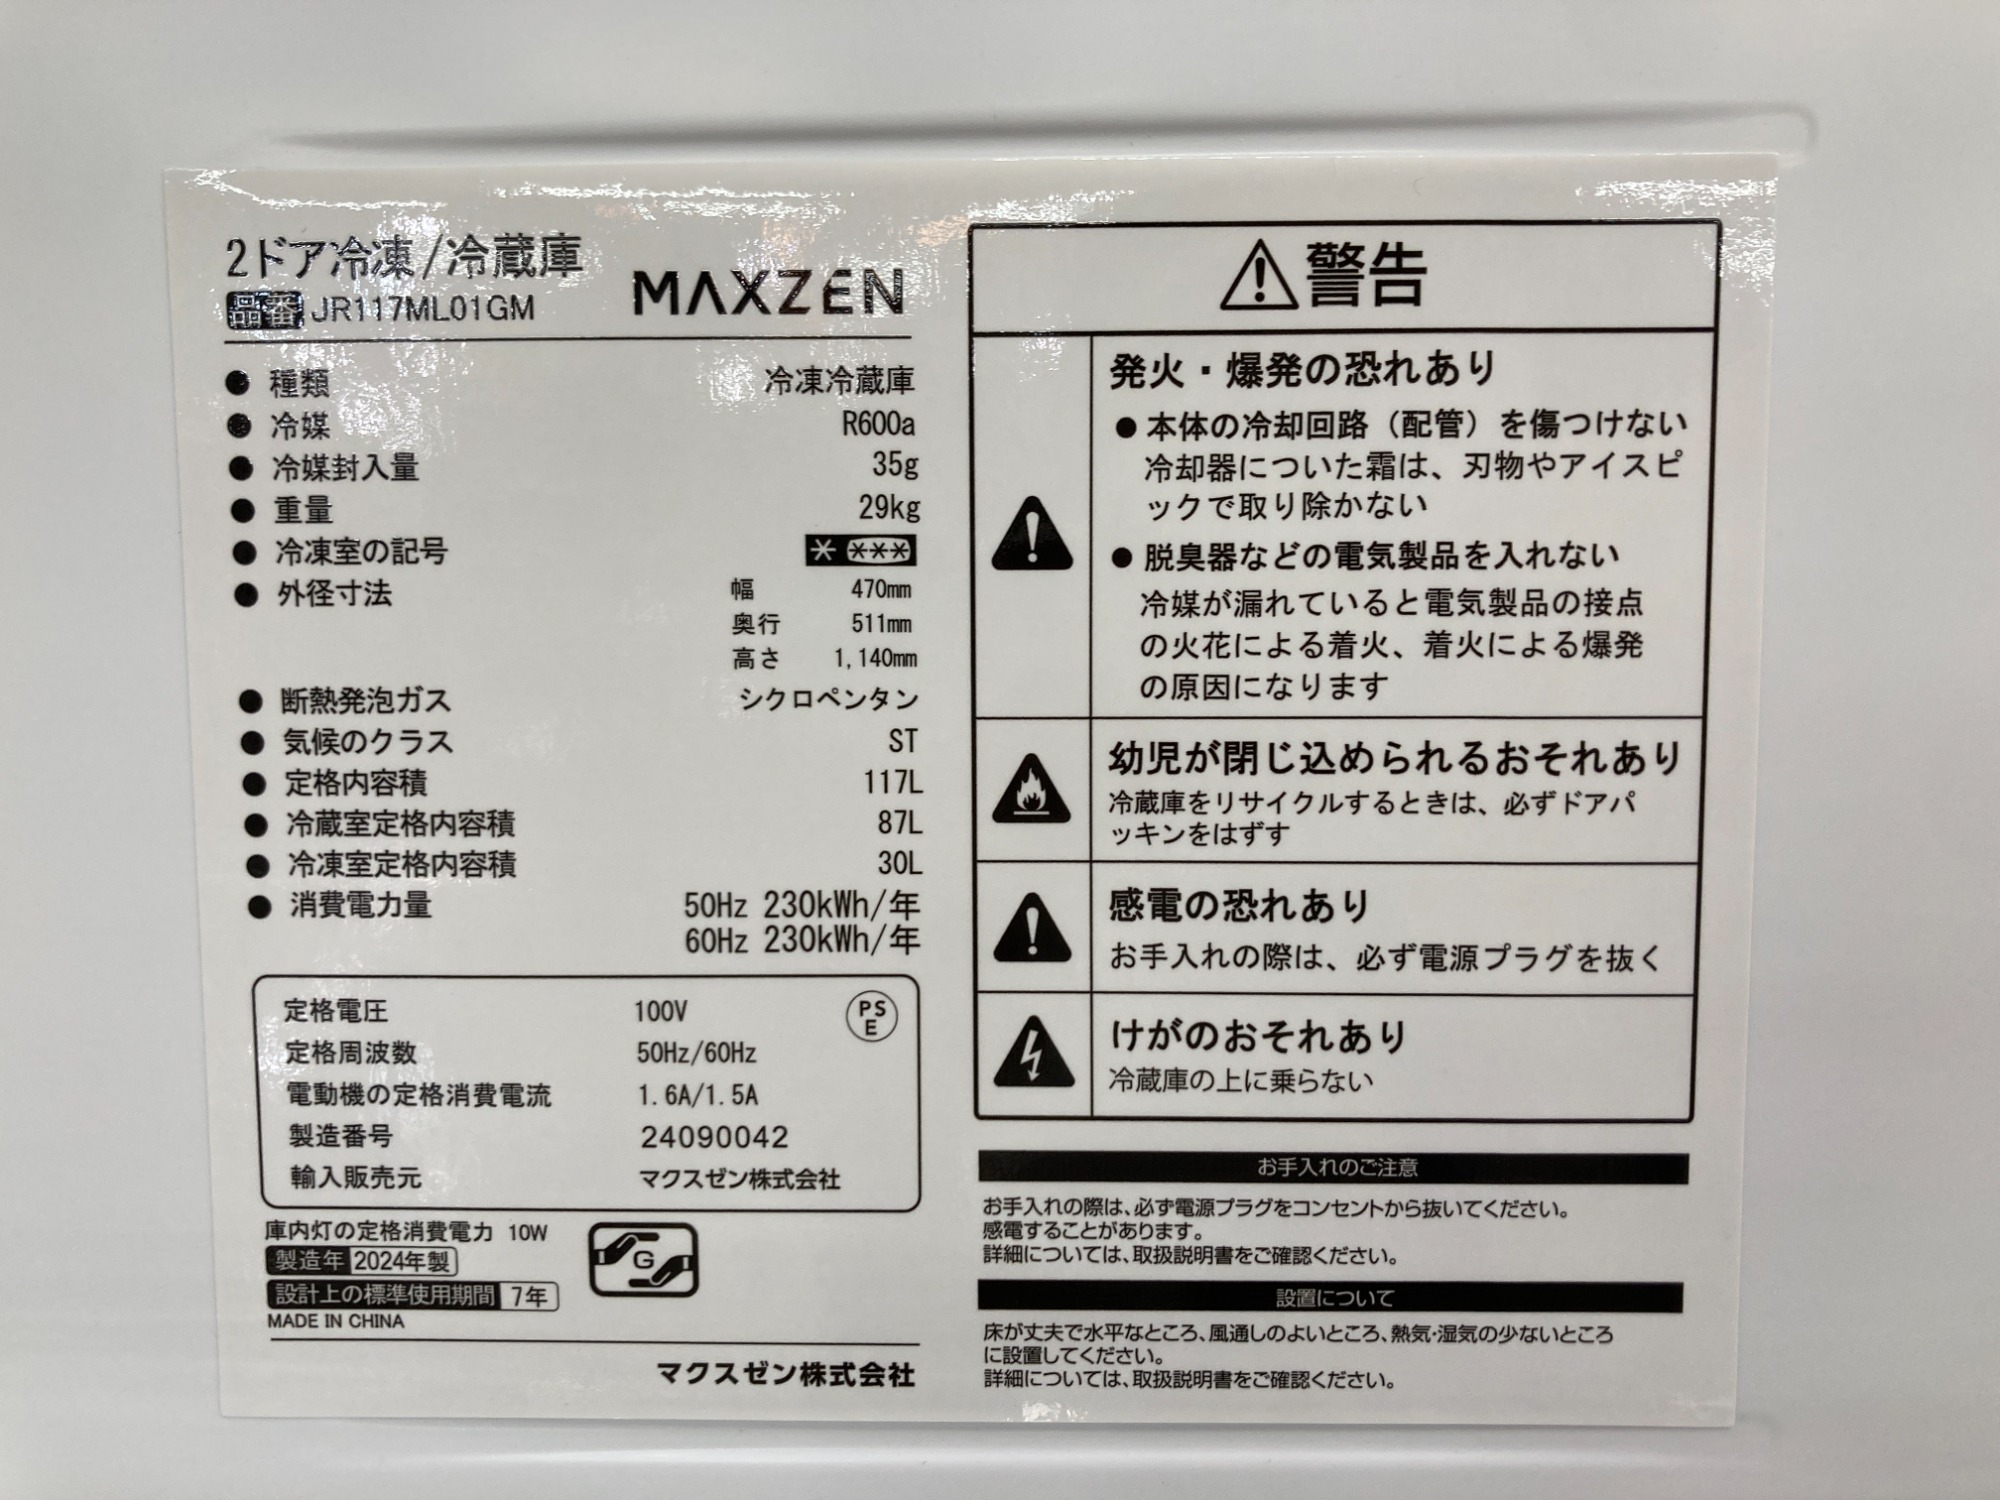 2ドア冷凍/冷蔵庫
品番 JR117ML01GM
MAXZEN
● 種類 冷凍冷蔵庫
● 冷媒 R600a
● 冷媒封入量 35g
● 重量 29kg
● 冷凍室の記号 * ***
● 外径寸法 幅 470mm
奥行 511mm
高さ 1,140mm
● 断熱発泡ガス シクロペンタン
● 気候のクラス ST
● 定格内容積 117L
● 冷蔵室定格内容積 87L
● 冷凍室定格内容積 30L
● 消費電力量 50Hz 230kWh/年
60Hz 230kWh/年
定格電圧 100V
PS
E
定格周波数 50Hz/60Hz
電動機の定格消費電流 1.6A/1.5A
製造番号 24090042
輸入販売元 マクスゼン株式会社
庫内灯の定格消費電力 10W
製造年 2024年製
設計上の標準使用期間 7年
G
MADE IN CHINA
マクスゼン株式会社
警告
発火・爆発の恐れあり
● 本体の冷却回路（配管）を傷つけない
冷却器についた霜は、刃物やアイスピ
ックで取り除かない
● 脱臭器などの電気製品を入れない
冷媒が漏れていると電気製品の接点
の火花による着火、着火による爆発
の原因になります
幼児が閉じ込められるおそれあり
冷蔵庫をリサイクルするときは、必ずドアパ
ッキンをはずす
感電の恐れあり
お手入れの際は、必ず電源プラグを抜く
けがのおそれあり
冷蔵庫の上に乗らない
お手入れのご注意
お手入れの際は、必ず電源プラグをコンセントから抜いてください。
感電することがあります。
詳細については、取扱説明書をご確認ください。
設置について
床が丈夫で水平なところ、風通しのよいところ、熱気・湿気の少ないところ
に設置してください。
詳細については、取扱説明書をご確認ください。